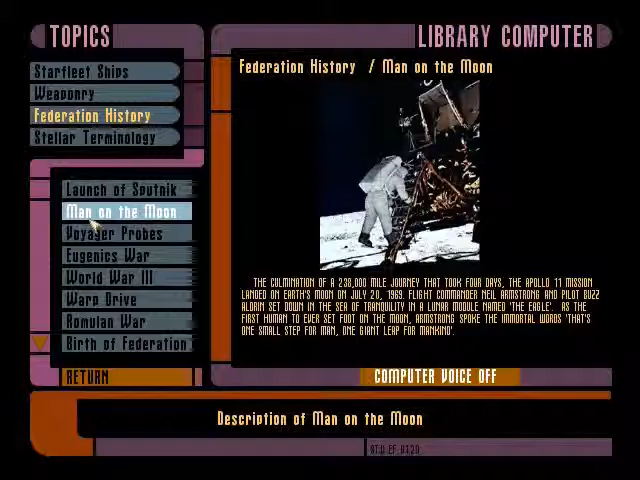 TOPICS
LIBRARY COMPUTER
Starfleet Ships
Weaponry
Federation History
Stellar Terminology
Launch of Sputnik
Man on the Moon
Voyager Probes
Eugenics War
World War III
Warp Drive
Romulan War
Birth of Federation
RETURN
Federation History / Man on the Moon
THE CULMINATION OF A 238,000 MILE JOURNEY THAT TOOK FOUR DAYS, THE APOLLO 11 MISSION
LANDED ON EARTH'S MOON ON JULY 20, 1969. FLIGHT COMMANDER NEIL ARMSTRONG AND PILOT BUZZ
ALDRIN SET DOWN IN THE SEA OF TRANQUILITY IN A LUNAR MODULE NAMED 'THE EAGLE'. AS THE
FIRST HUMAN TO EVER SET FOOT ON THE MOON, ARMSTRONG SPOKE THE IMMORTAL WORDS 'THAT'S
ONE SMALL STEP FOR MAN, ONE GIANT LEAP FOR MANKIND'.
COMPUTER VOICE OFF
Description of Man on the Moon